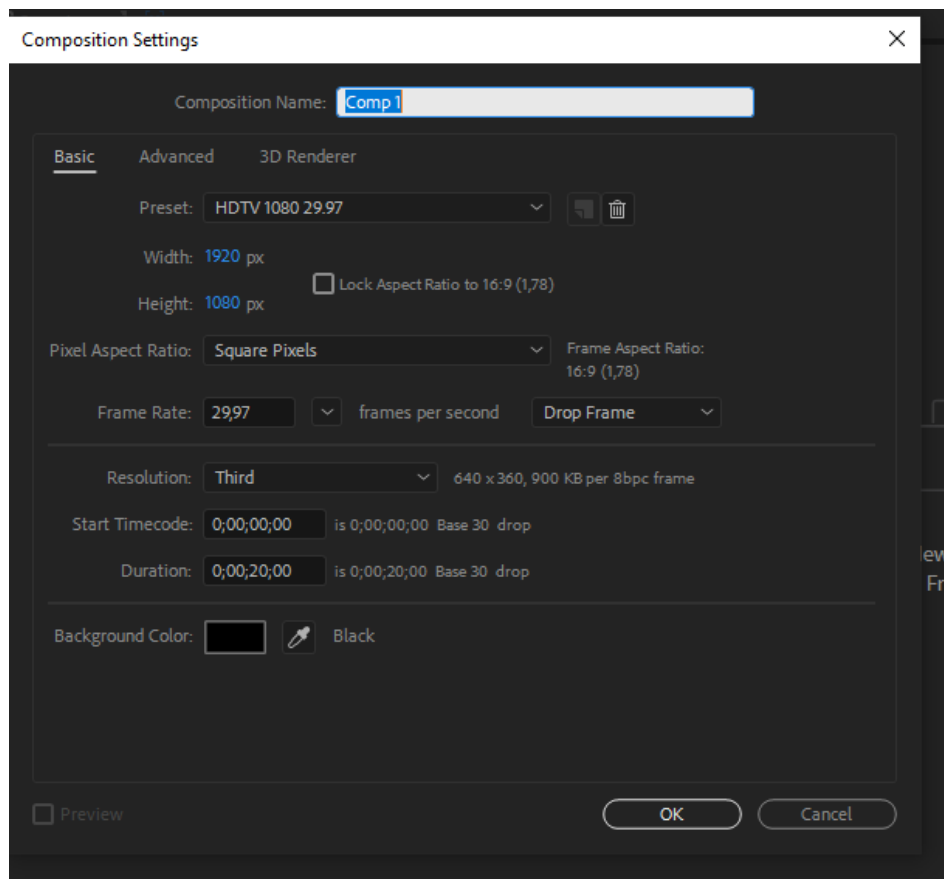 Composition Settings
Composition Name: Comp 1
Basic Advanced 3D Renderer
Preset: HDTV 1080 29.97
Width: 1920 px
Lock Aspect Ratio to 16:9 (1,78)
Height: 1080 px
Pixel Aspect Ratio: Square Pixels Frame Aspect Ratio:
16:9 (1,78)
Frame Rate: 29,97 frames per second Drop Frame
Resolution: Third 640 x 360, 900 KB per 8bpc frame
Start Timecode: 0;00;00;00 is 0;00;00;00 Base 30 drop
Duration: 0;00;20;00 is 0;00;20;00 Base 30 drop
Background Color: Black
Preview OK Cancel